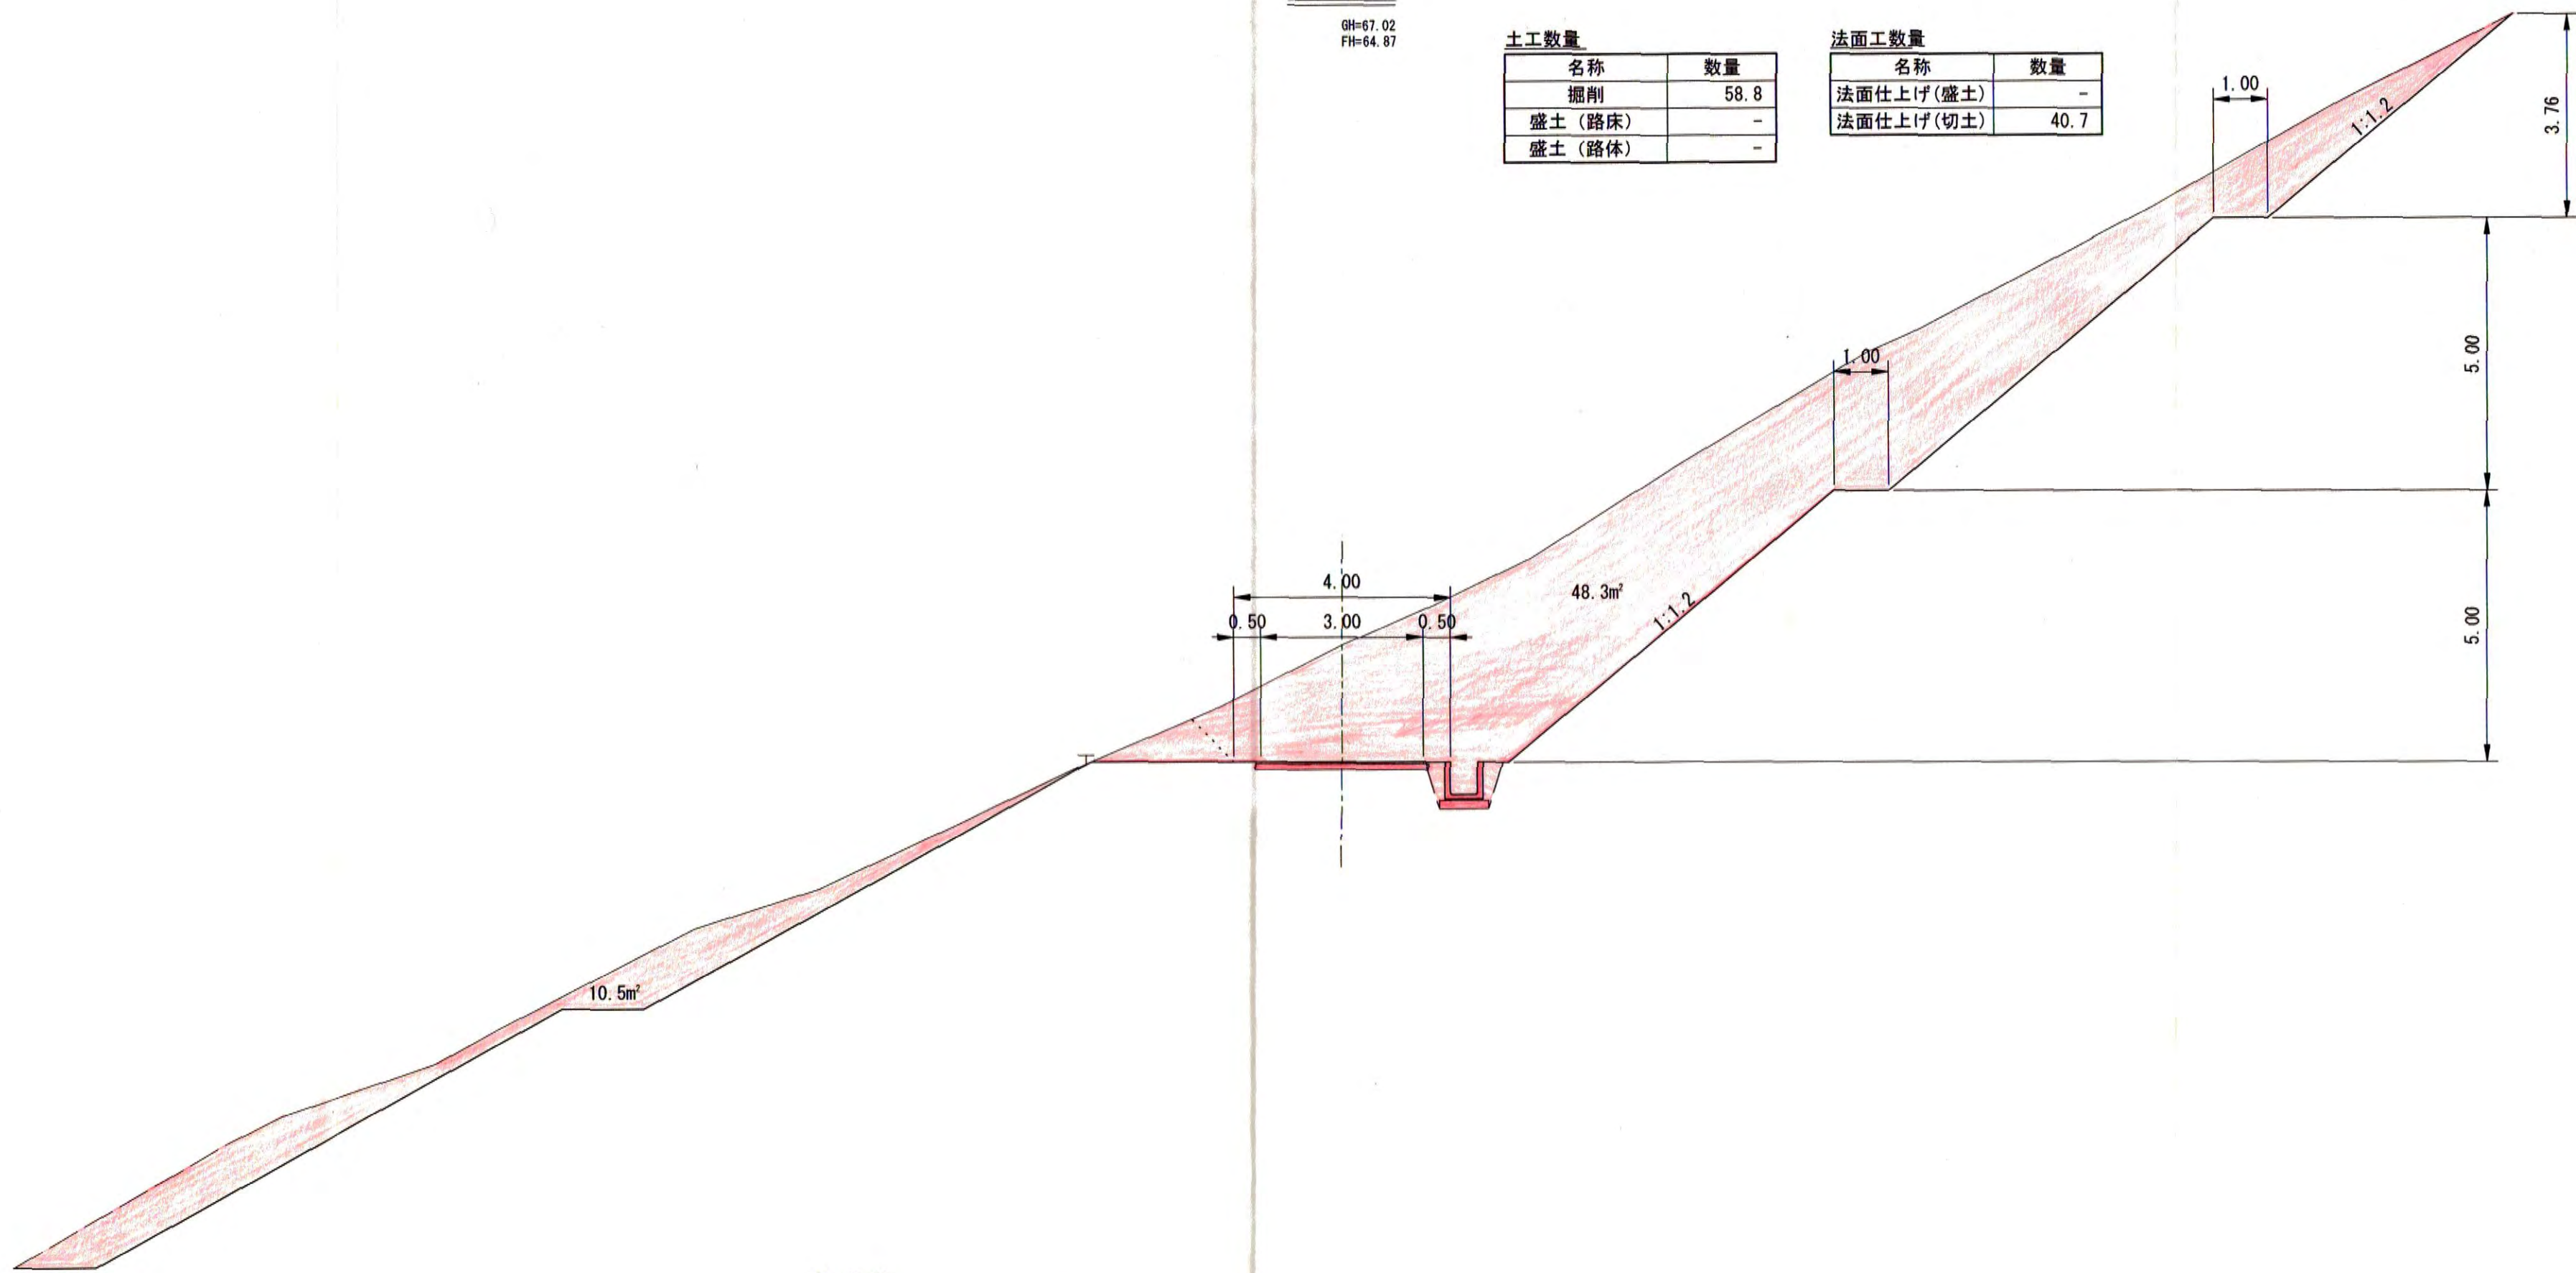 GH=67.02
FH=64.87
土工数量
名称 数量
掘削 58.8
盛土（路床） -
盛土（路体） -
法面工数量
名称 数量
法面仕上げ(盛土) -
法面仕上げ(切土) 40.7
1.00
1:1.2
3.76
1.00
5.00
4.00
0.50 3.00 0.50
48.3m²
1:1.2
5.00
10.5m²